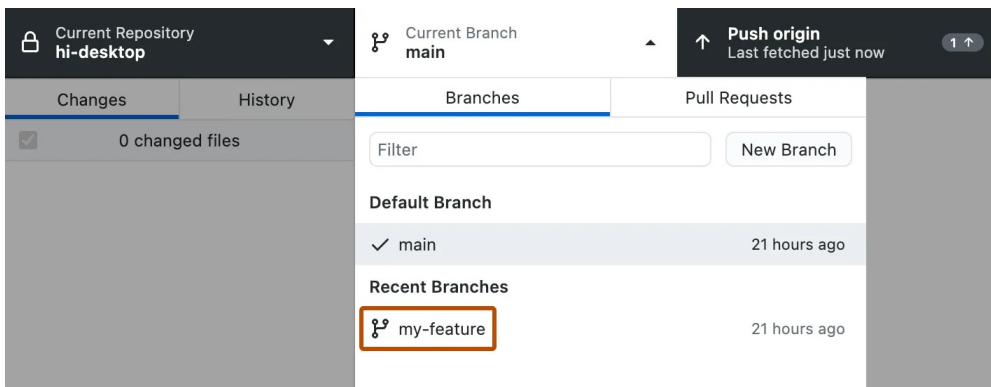 Current Repository
hi-desktop
Current Branch
main
Push origin
Last fetched just now
1
Changes
History
0 changed files
Branches
Pull Requests
Filter
New Branch
Default Branch
main
21 hours ago
Recent Branches
my-feature
21 hours ago